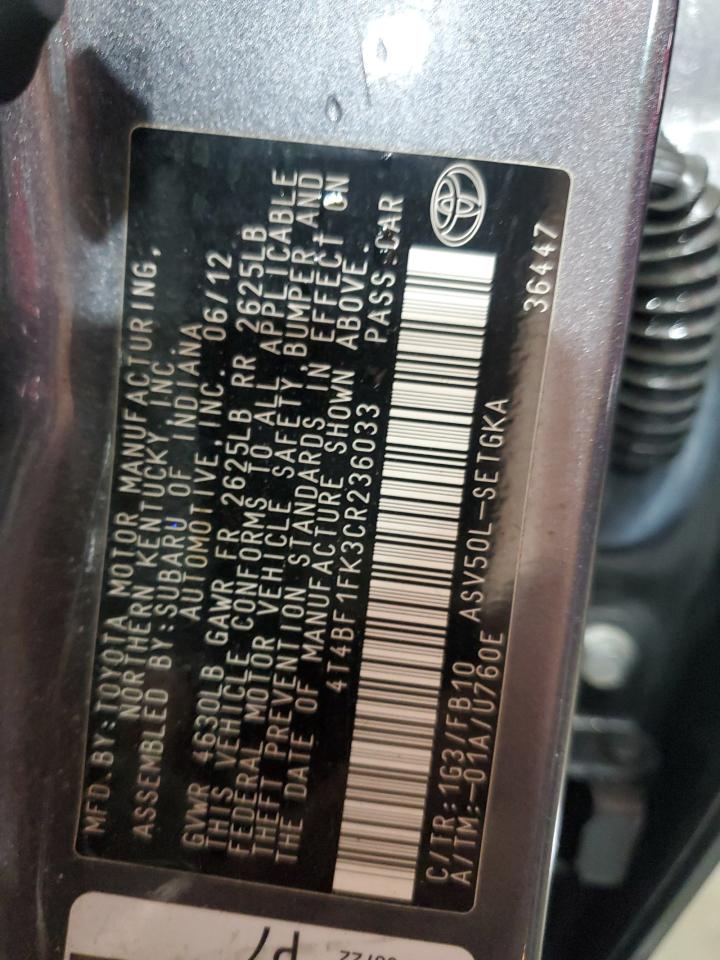 MFD.BY:TOYOTA MOTOR MANUFACTURING,
NORTHERN KENTUCKY,INC.
ASSEMBLED BY:SUBARU OF INDIANA
AUTOMOTIVE,INC. 06/12
GVWR 4630LB GAWR FR 2625LB RR 2625LB
THIS VEHICLE CONFORMS TO ALL APPLICABLE
FEDERAL MOTOR VEHICLE SAFETY,BUMPER,AND
THEFT PREVENTION STANDARDS IN EFFECT ON
THE DATE OF MANUFACTURE SHOWN ABOVE.
4T4BF1FK3CR236033 PASS.CAR
C/TR:1G3/FB10 ASV50L-SETGKA
A/TM:-01A/U760E 36447